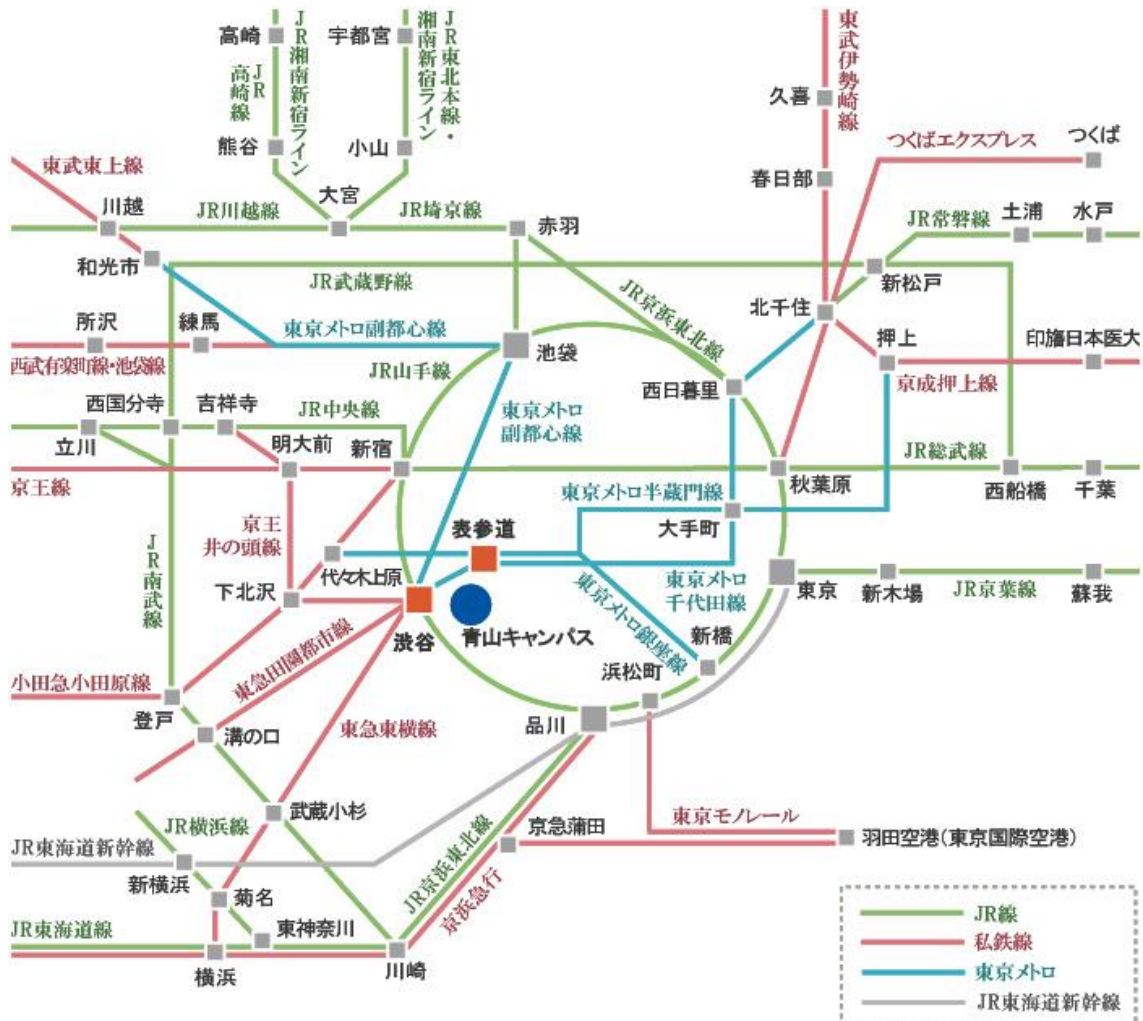 高崎
JR湘南新宿ライン
JR
高崎線
宇都宮
JR東北本線・
湘南新宿ライン
東武伊勢崎線
久喜
熊谷
小山
つくばエクスプレス
つくば
東武東上線
春日部
川越
JR川越線
大宮
JR埼京線
赤羽
JR常磐線
土浦
水戸
和光市
JR武蔵野線
JR京浜東北線
新松戸
北千住
所沢
練馬
東京メトロ副都心線
池袋
押上
印旛日本医大
西武有楽町線・池袋線
JR山手線
西日暮里
京成押上線
西国分寺
吉祥寺
JR中央線
東京メトロ
副都心線
立川
明大前
新宿
JR総武線
京王線
東京メトロ半蔵門線
秋葉原
西船橋
千葉
大手町
京王
井の頭線
表参道
JR南武線
代々木上原
下北沢
東京メトロ
千代田線
東京メトロ銀座線
東京
新木場
JR京葉線
蘇我
渋谷
青山キャンパス
新橋
小田急小田原線
東急田園都市線
浜松町
登戸
溝の口
東急東横線
品川
武蔵小杉
JR横浜線
JR京浜東北線
京急蒲田
東京モノレール
羽田空港(東京国際空港)
JR東海道新幹線
新横浜
菊名
京浜急行
JR東海道線
東神奈川
横浜
川崎
JR線
私鉄線
東京メトロ
JR東海道新幹線